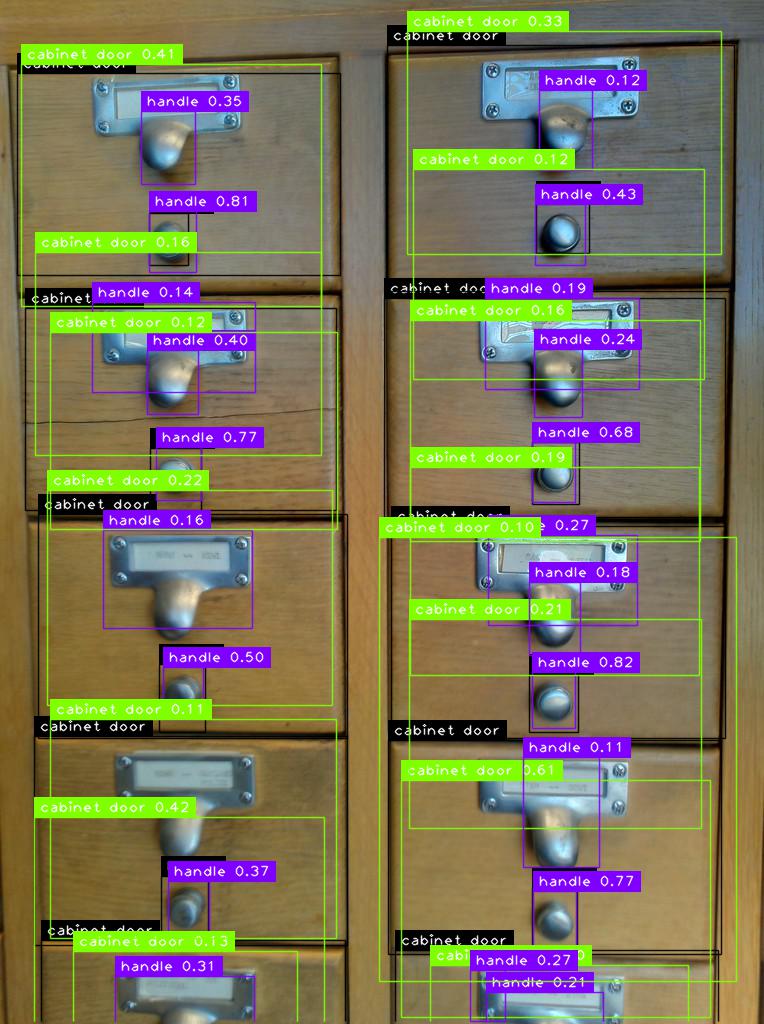 cabinet door 0.33
cabinet door
cabinet door 0.41
cabinet door
handle 0.12
handle 0.35
cabinet door 0.12
handle 0.43
handle 0.81
cabinet door 0.16
handle 0.19
handle 0.14
cabinet
cabinet door 0.16
cabinet door 0.12
handle 0.24
handle 0.40
handle 0.68
handle 0.77
cabinet door 0.19
cabinet door 0.22
cabinet door
cabinet door
handle 0.16
cabinet door 0.10
0.27
handle 0.18
cabinet door 0.21
handle 0.50
handle 0.82
cabinet door 0.11
cabinet door
cabinet door
handle 0.11
cabinet door 0.61
cabinet door 0.42
handle 0.37
handle 0.77
cabinet door
cabinet door 0.13
cabinet door
handle 0.27
handle 0.31
handle 0.21